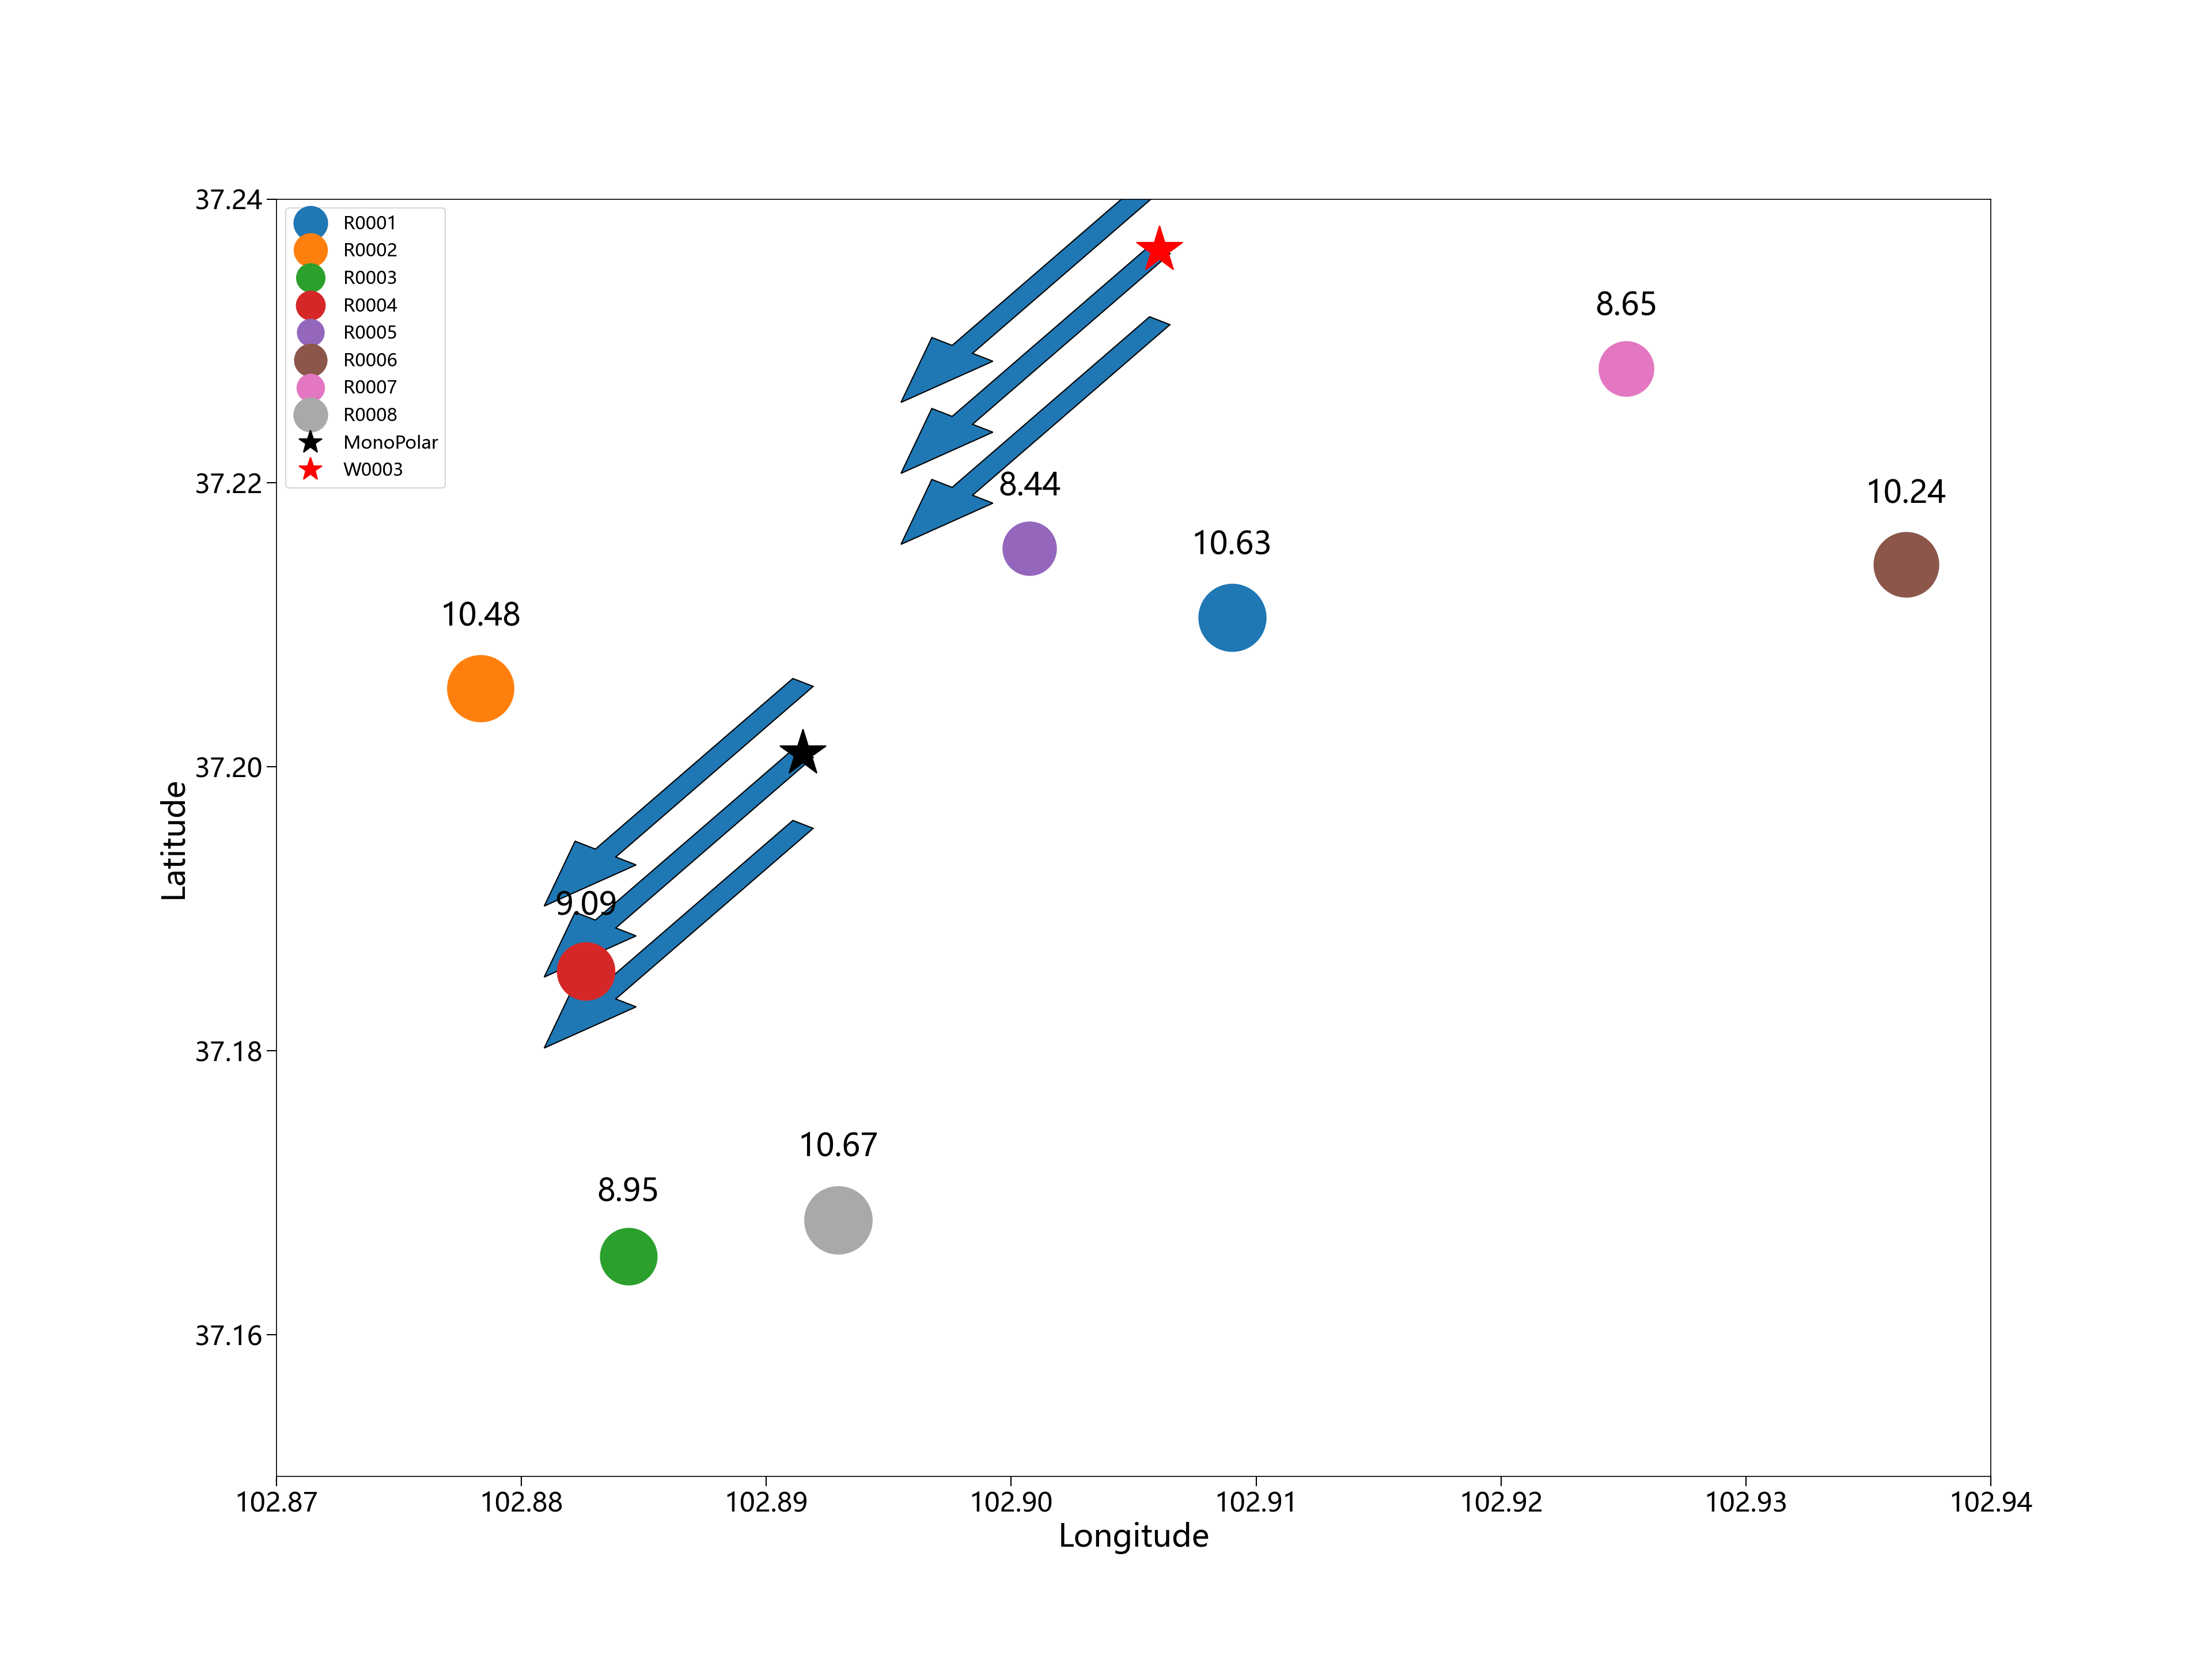 37.24
37.22
37.20
37.18
37.16
Latitude
R0001
R0002
R0003
R0004
R0005
R0006
R0007
R0008
MonoPolar
W0003
8.65
8.44
10.24
10.63
10.48
9.09
10.67
8.95
102.87 102.88 102.89 102.90 102.91 102.92 102.93 102.94
Longitude